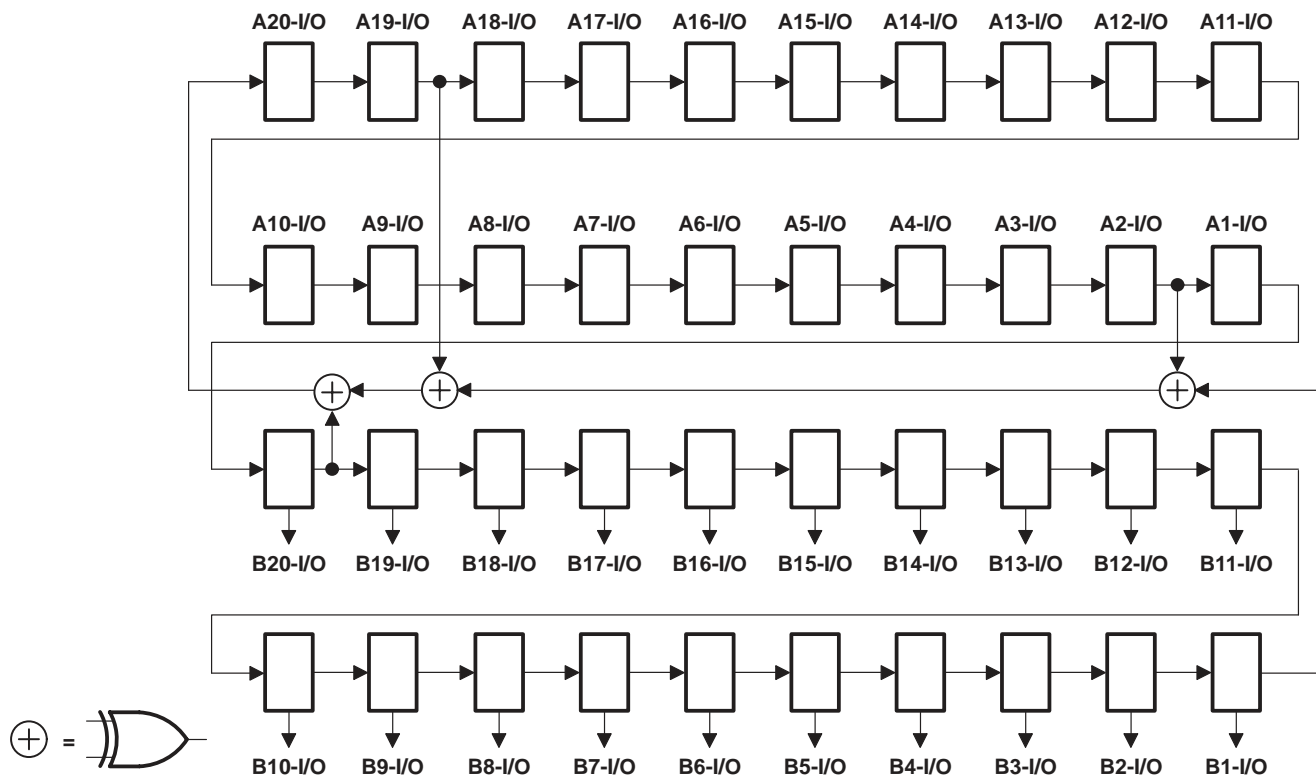 A20-I/O A19-I/O A18-I/O A17-I/O A16-I/O A15-I/O A14-I/O A13-I/O A12-I/O A11-I/O
A10-I/O A9-I/O A8-I/O A7-I/O A6-I/O A5-I/O A4-I/O A3-I/O A2-I/O A1-I/O
B20-I/O B19-I/O B18-I/O B17-I/O B16-I/O B15-I/O B14-I/O B13-I/O B12-I/O B11-I/O
=
B10-I/O B9-I/O B8-I/O B7-I/O B6-I/O B5-I/O B4-I/O B3-I/O B2-I/O B1-I/O